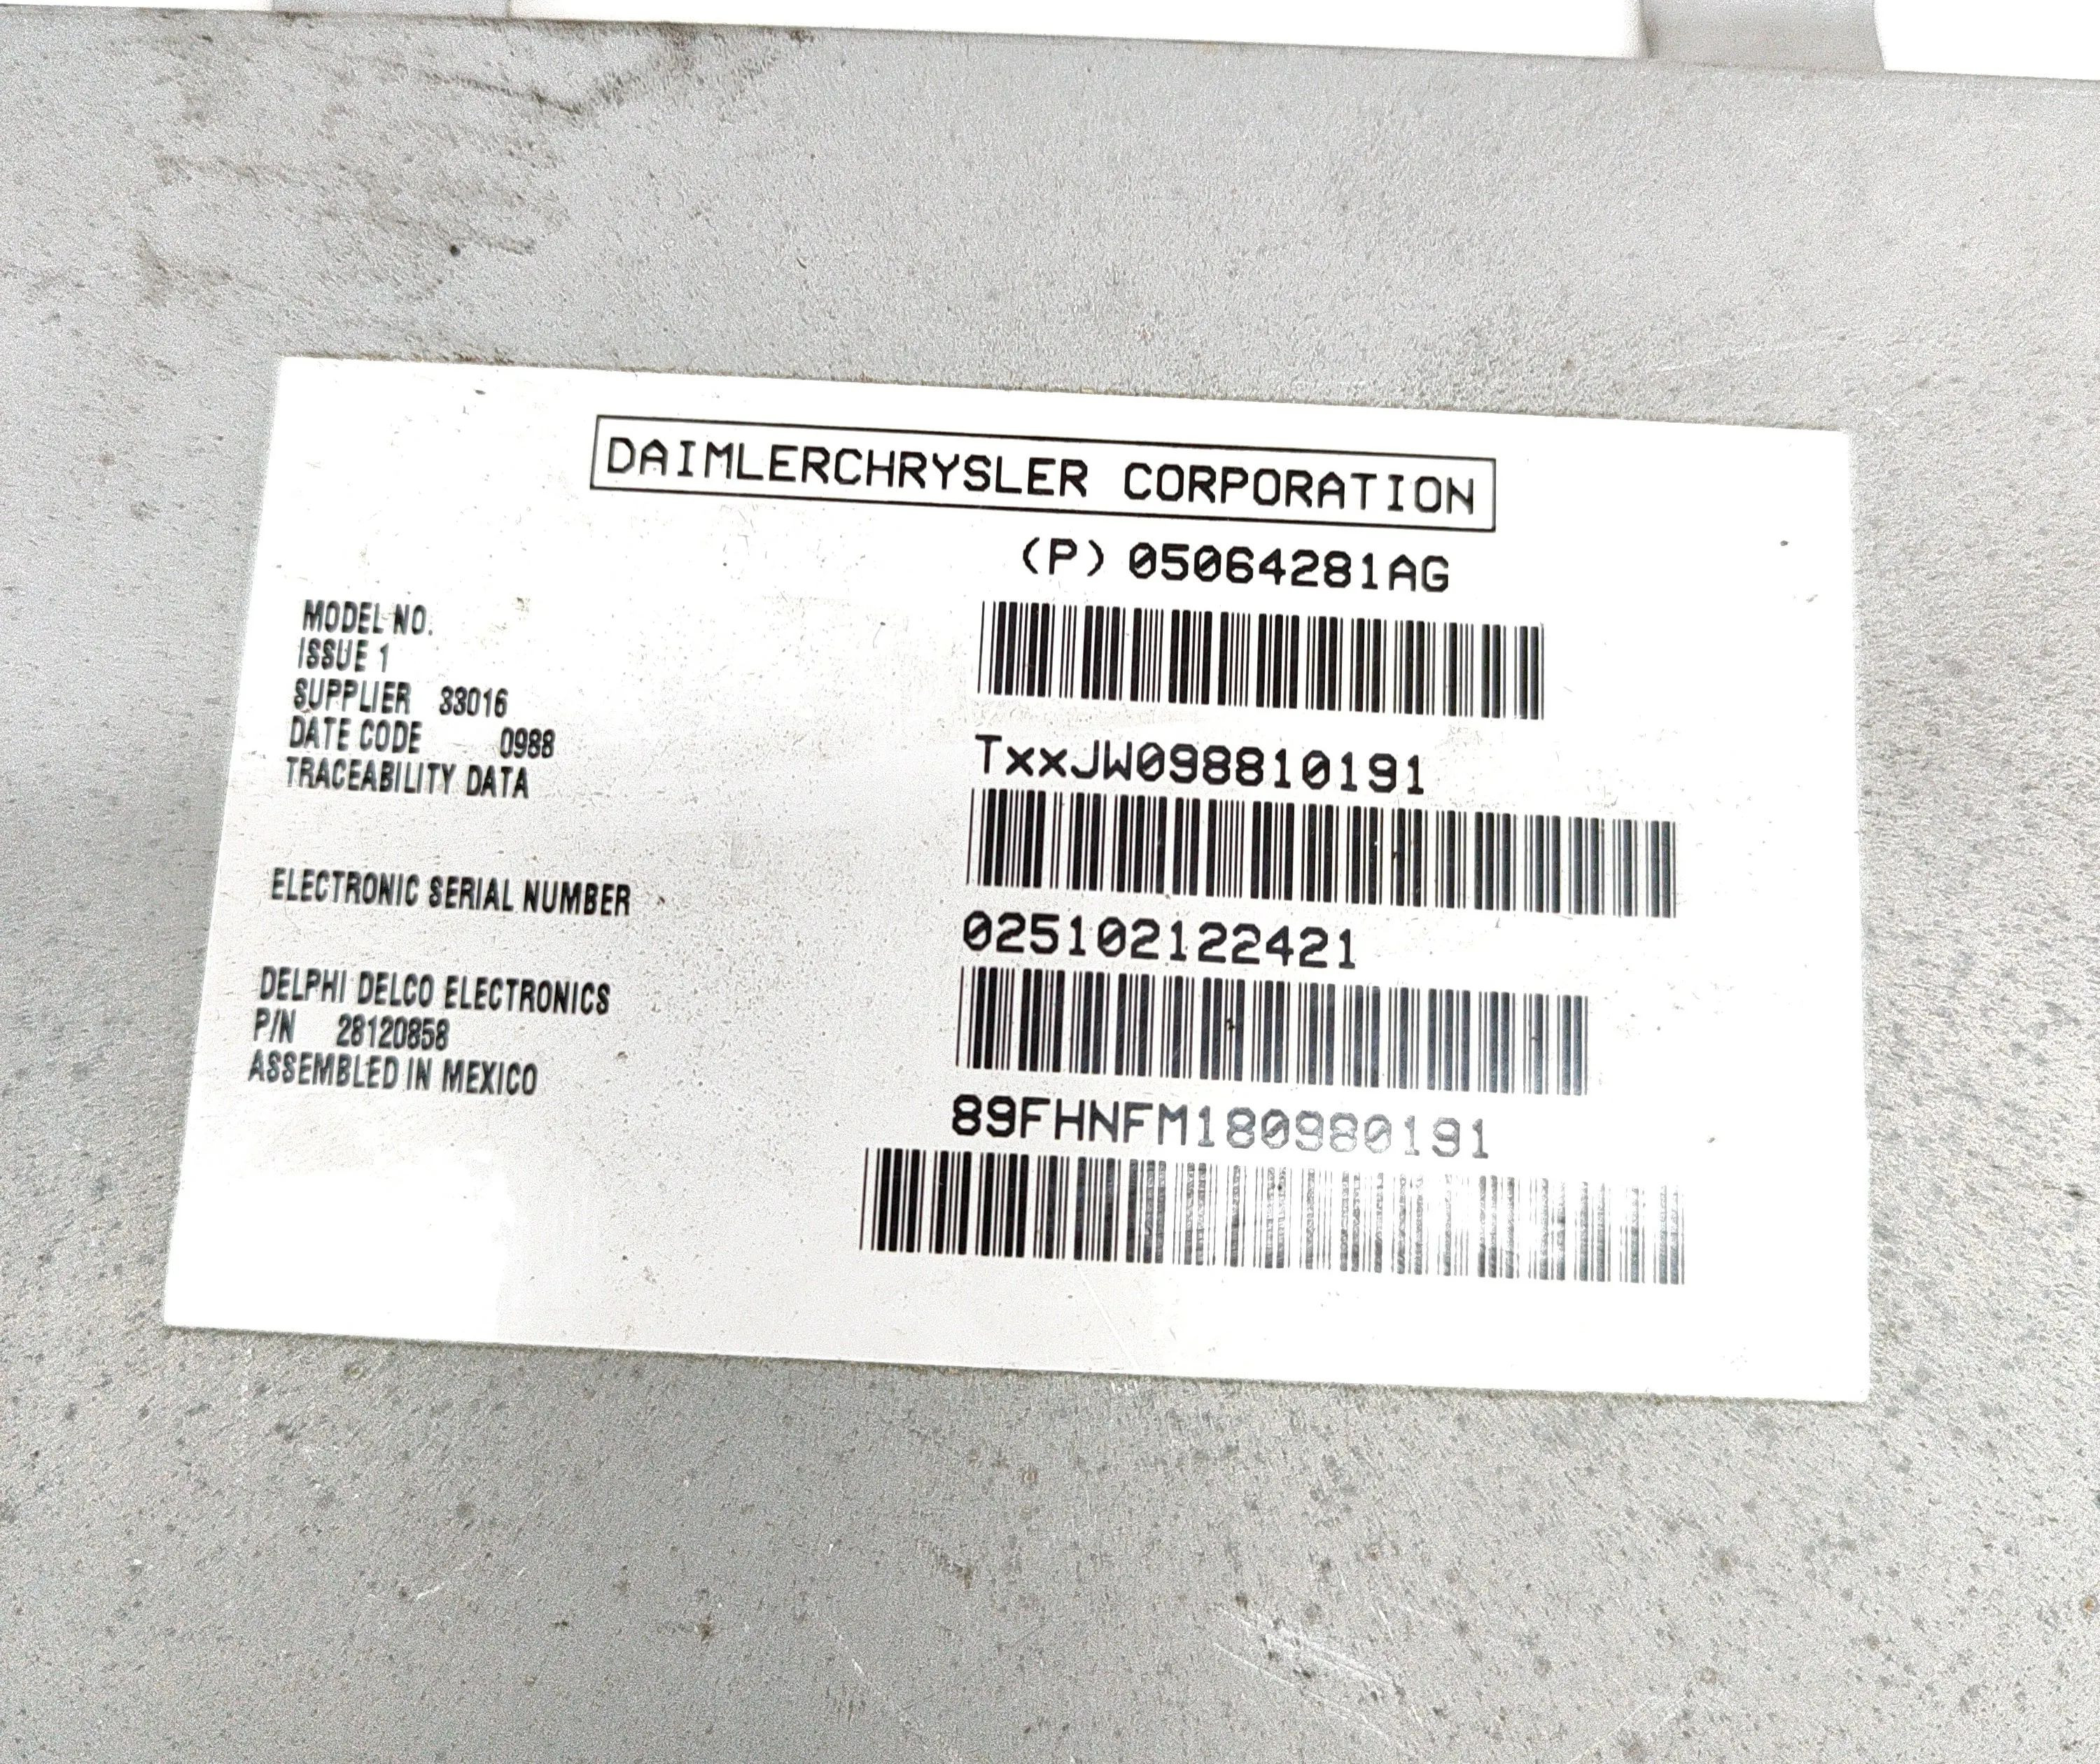 DAIMLERCHRYSLER CORPORATION
(P) 05064281AG
MODEL NO.
ISSUE 1
SUPPLIER 33016
DATE CODE 0988
TRACEABILITY DATA
TxxJW098810191
ELECTRONIC SERIAL NUMBER
025102122421
DELPHI DELCO ELECTRONICS
P/N 28120858
ASSEMBLED IN MEXICO
89FHNFM180980191